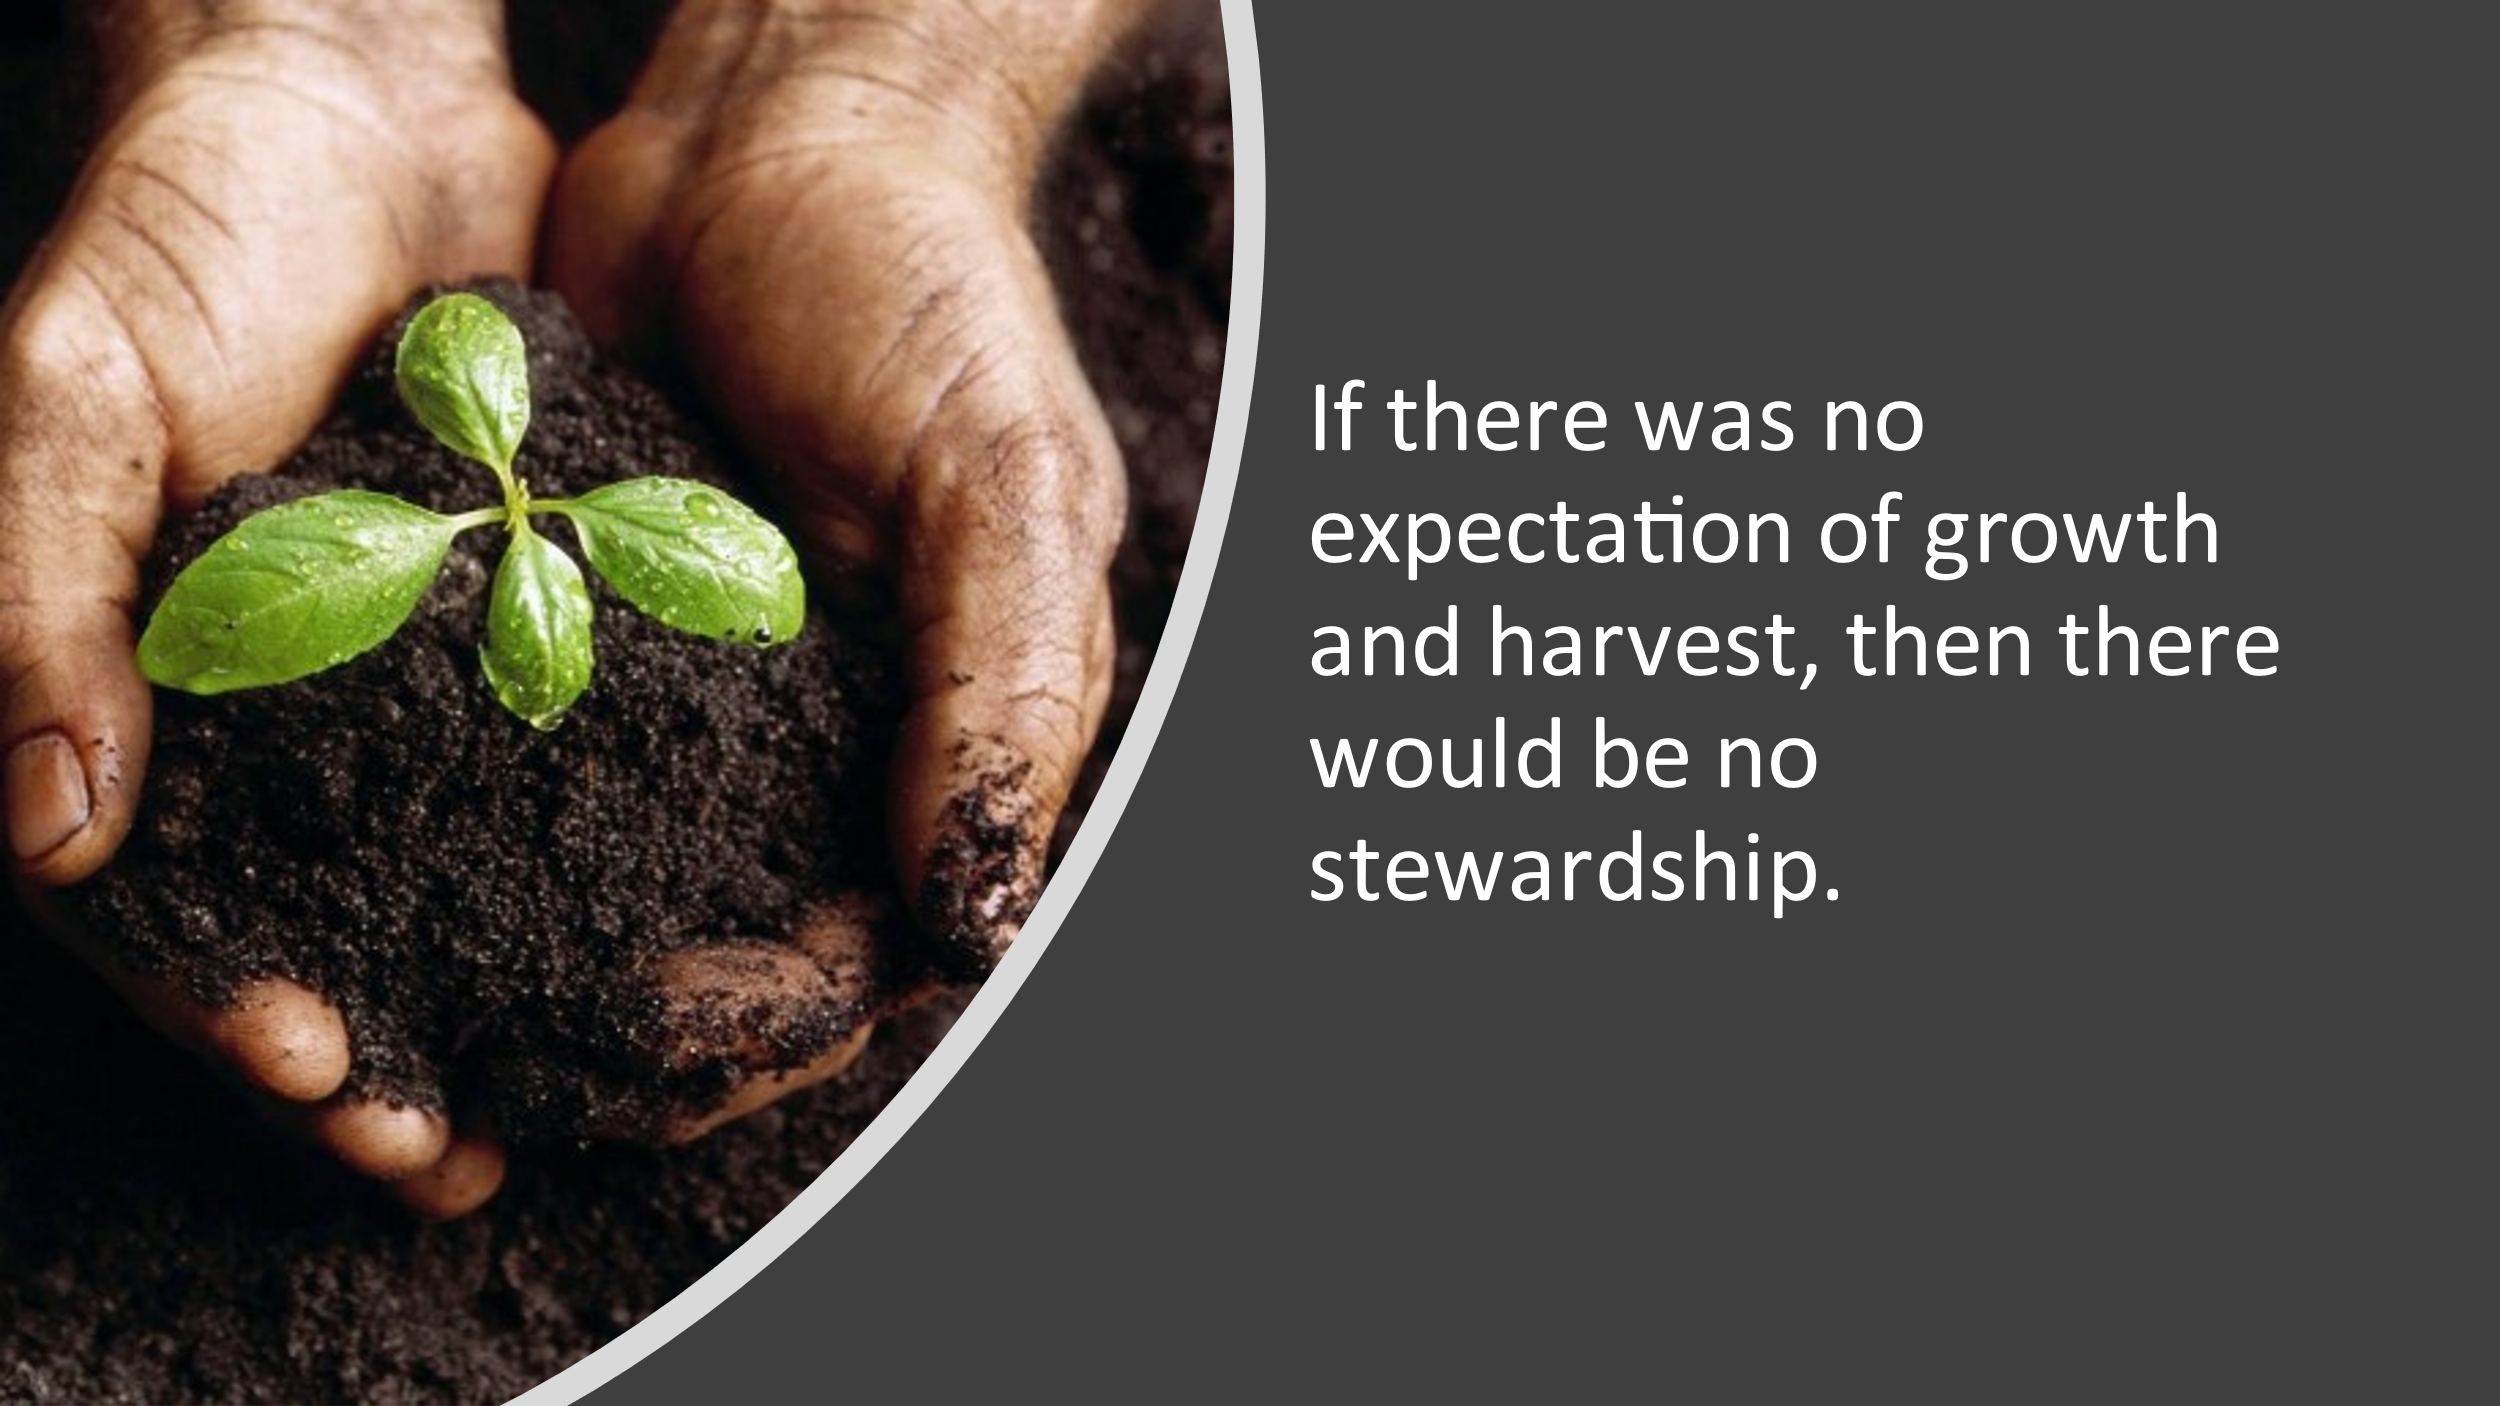 If there was no
expectation of growth
and harvest, then there
would be no
stewardship.